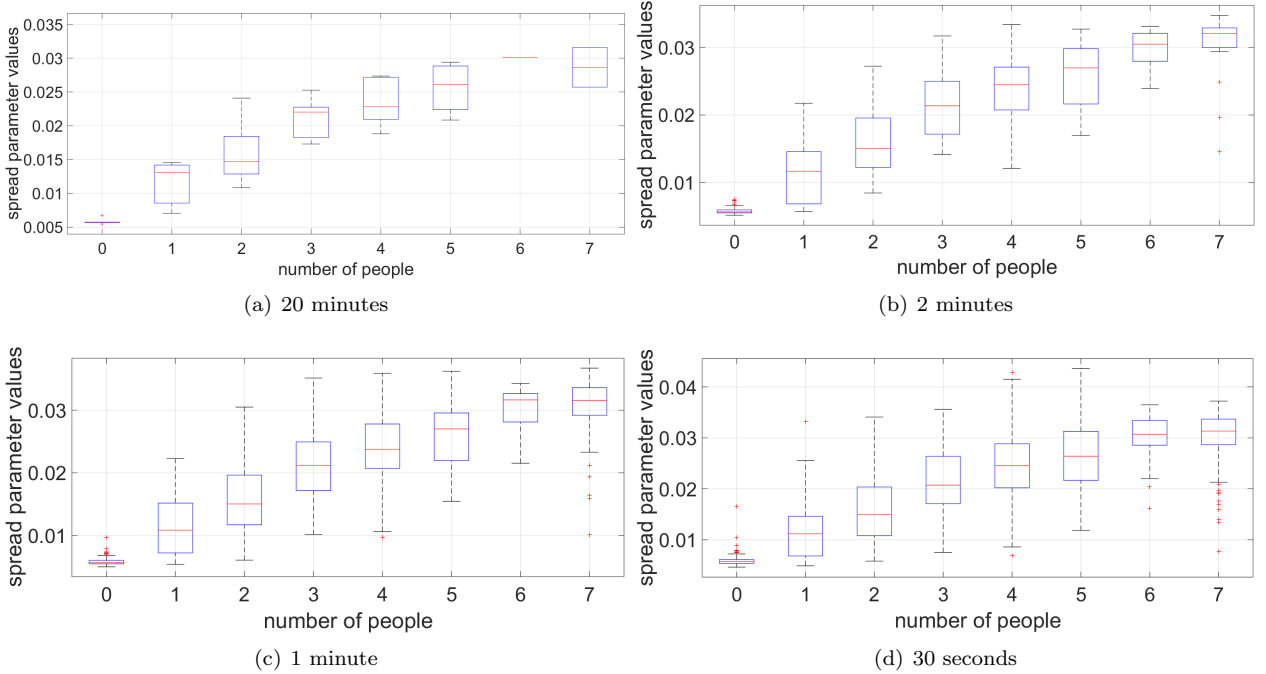 spread parameter values
0.035
0.03
0.025
0.02
0.015
0.01
0.005
0 1 2 3 4 5 6 7
number of people
(a) 20 minutes
spread parameter values
0.03
0.02
0.01
0 1 2 3 4 5 6 7
number of people
(b) 2 minutes
spread parameter values
0.03
0.02
0.01
0 1 2 3 4 5 6 7
number of people
(c) 1 minute
spread parameter values
0.04
0.03
0.02
0.01
0 1 2 3 4 5 6 7
number of people
(d) 30 seconds